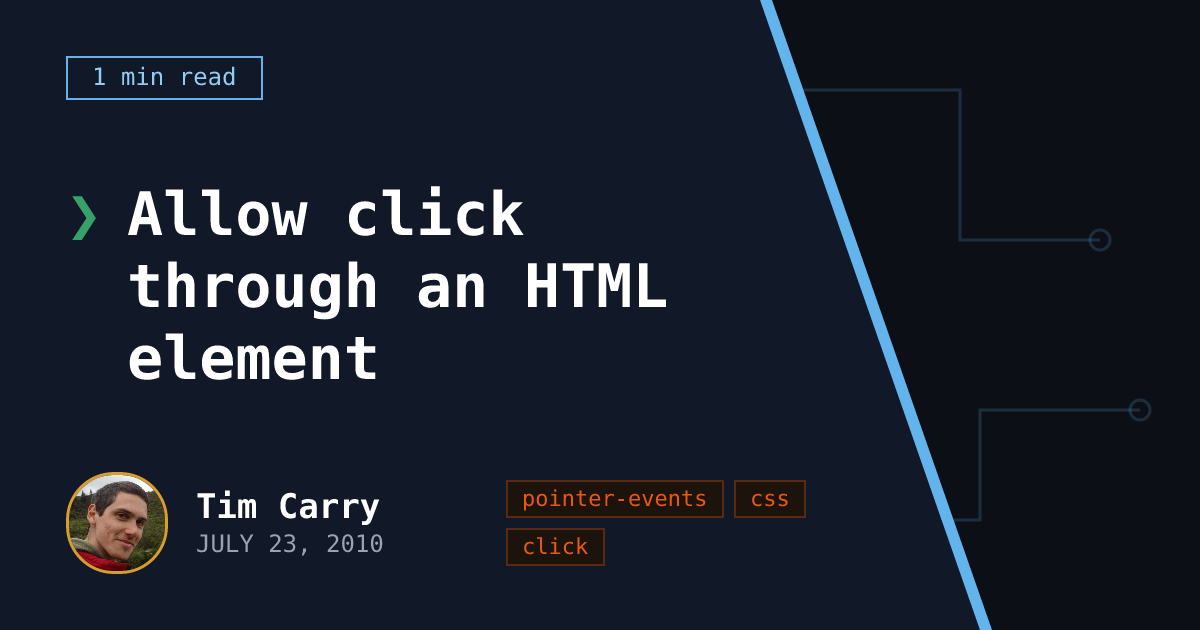 1 min read
❯ Allow click
through an HTML
element
Tim Carry
JULY 23, 2010
pointer-events css
click